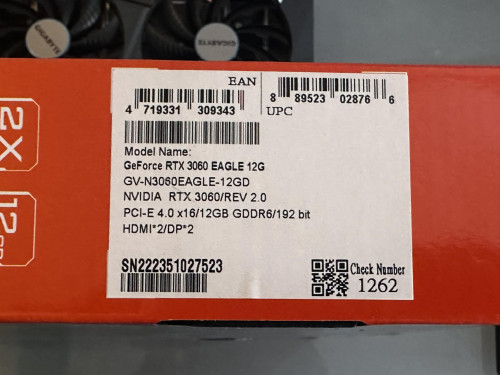 GIGABYTE
GIGABYTE
EAN
4 719331 309343
8 89523 02876 6
UPC
Model Name:
GeForce RTX 3060 EAGLE 12G
GV-N3060EAGLE-12GD
NVIDIA RTX 3060/REV 2.0
PCI-E 4.0 x16/12GB GDDR6/192 bit
HDMI*2/DP*2
SN222351027523
Check Number
1262
2X
12